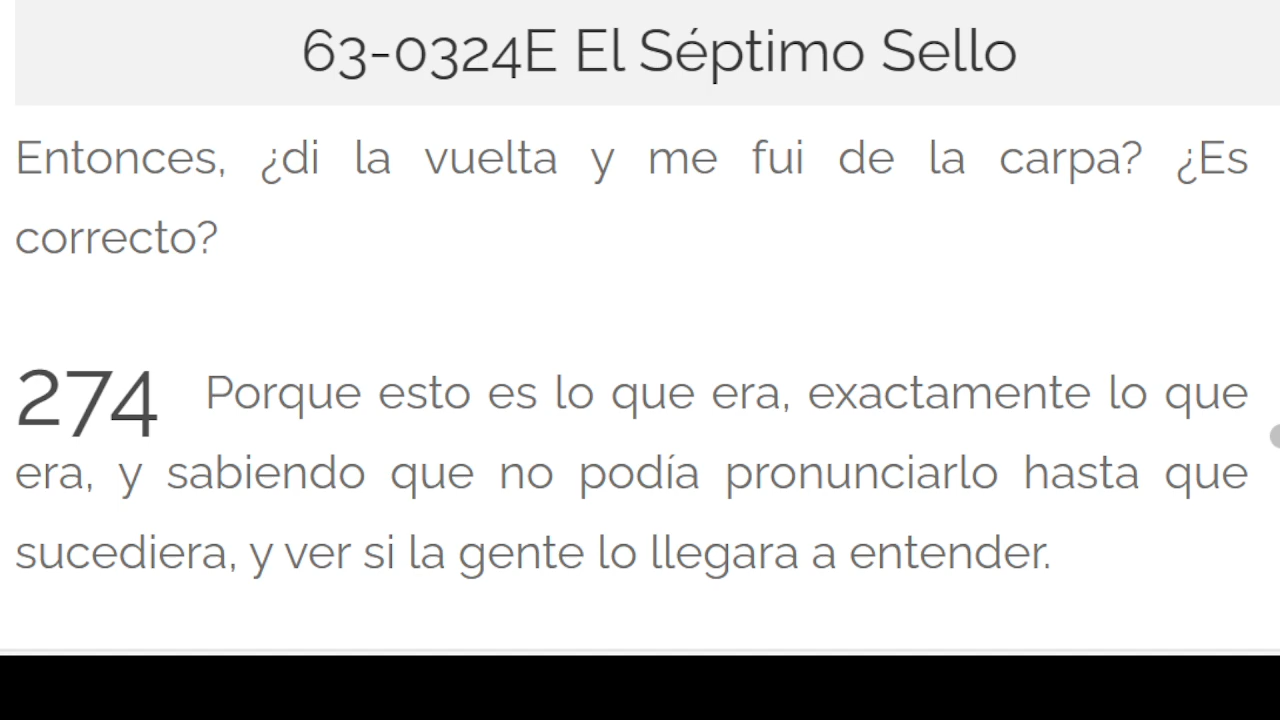 63-0324E El Séptimo Sello
Entonces, ¿di la vuelta y me fui de la carpa? ¿Es
correcto?
274 Porque esto es lo que era, exactamente lo que
era, y sabiendo que no podía pronunciarlo hasta que
sucediera, y ver si la gente lo llegara a entender.